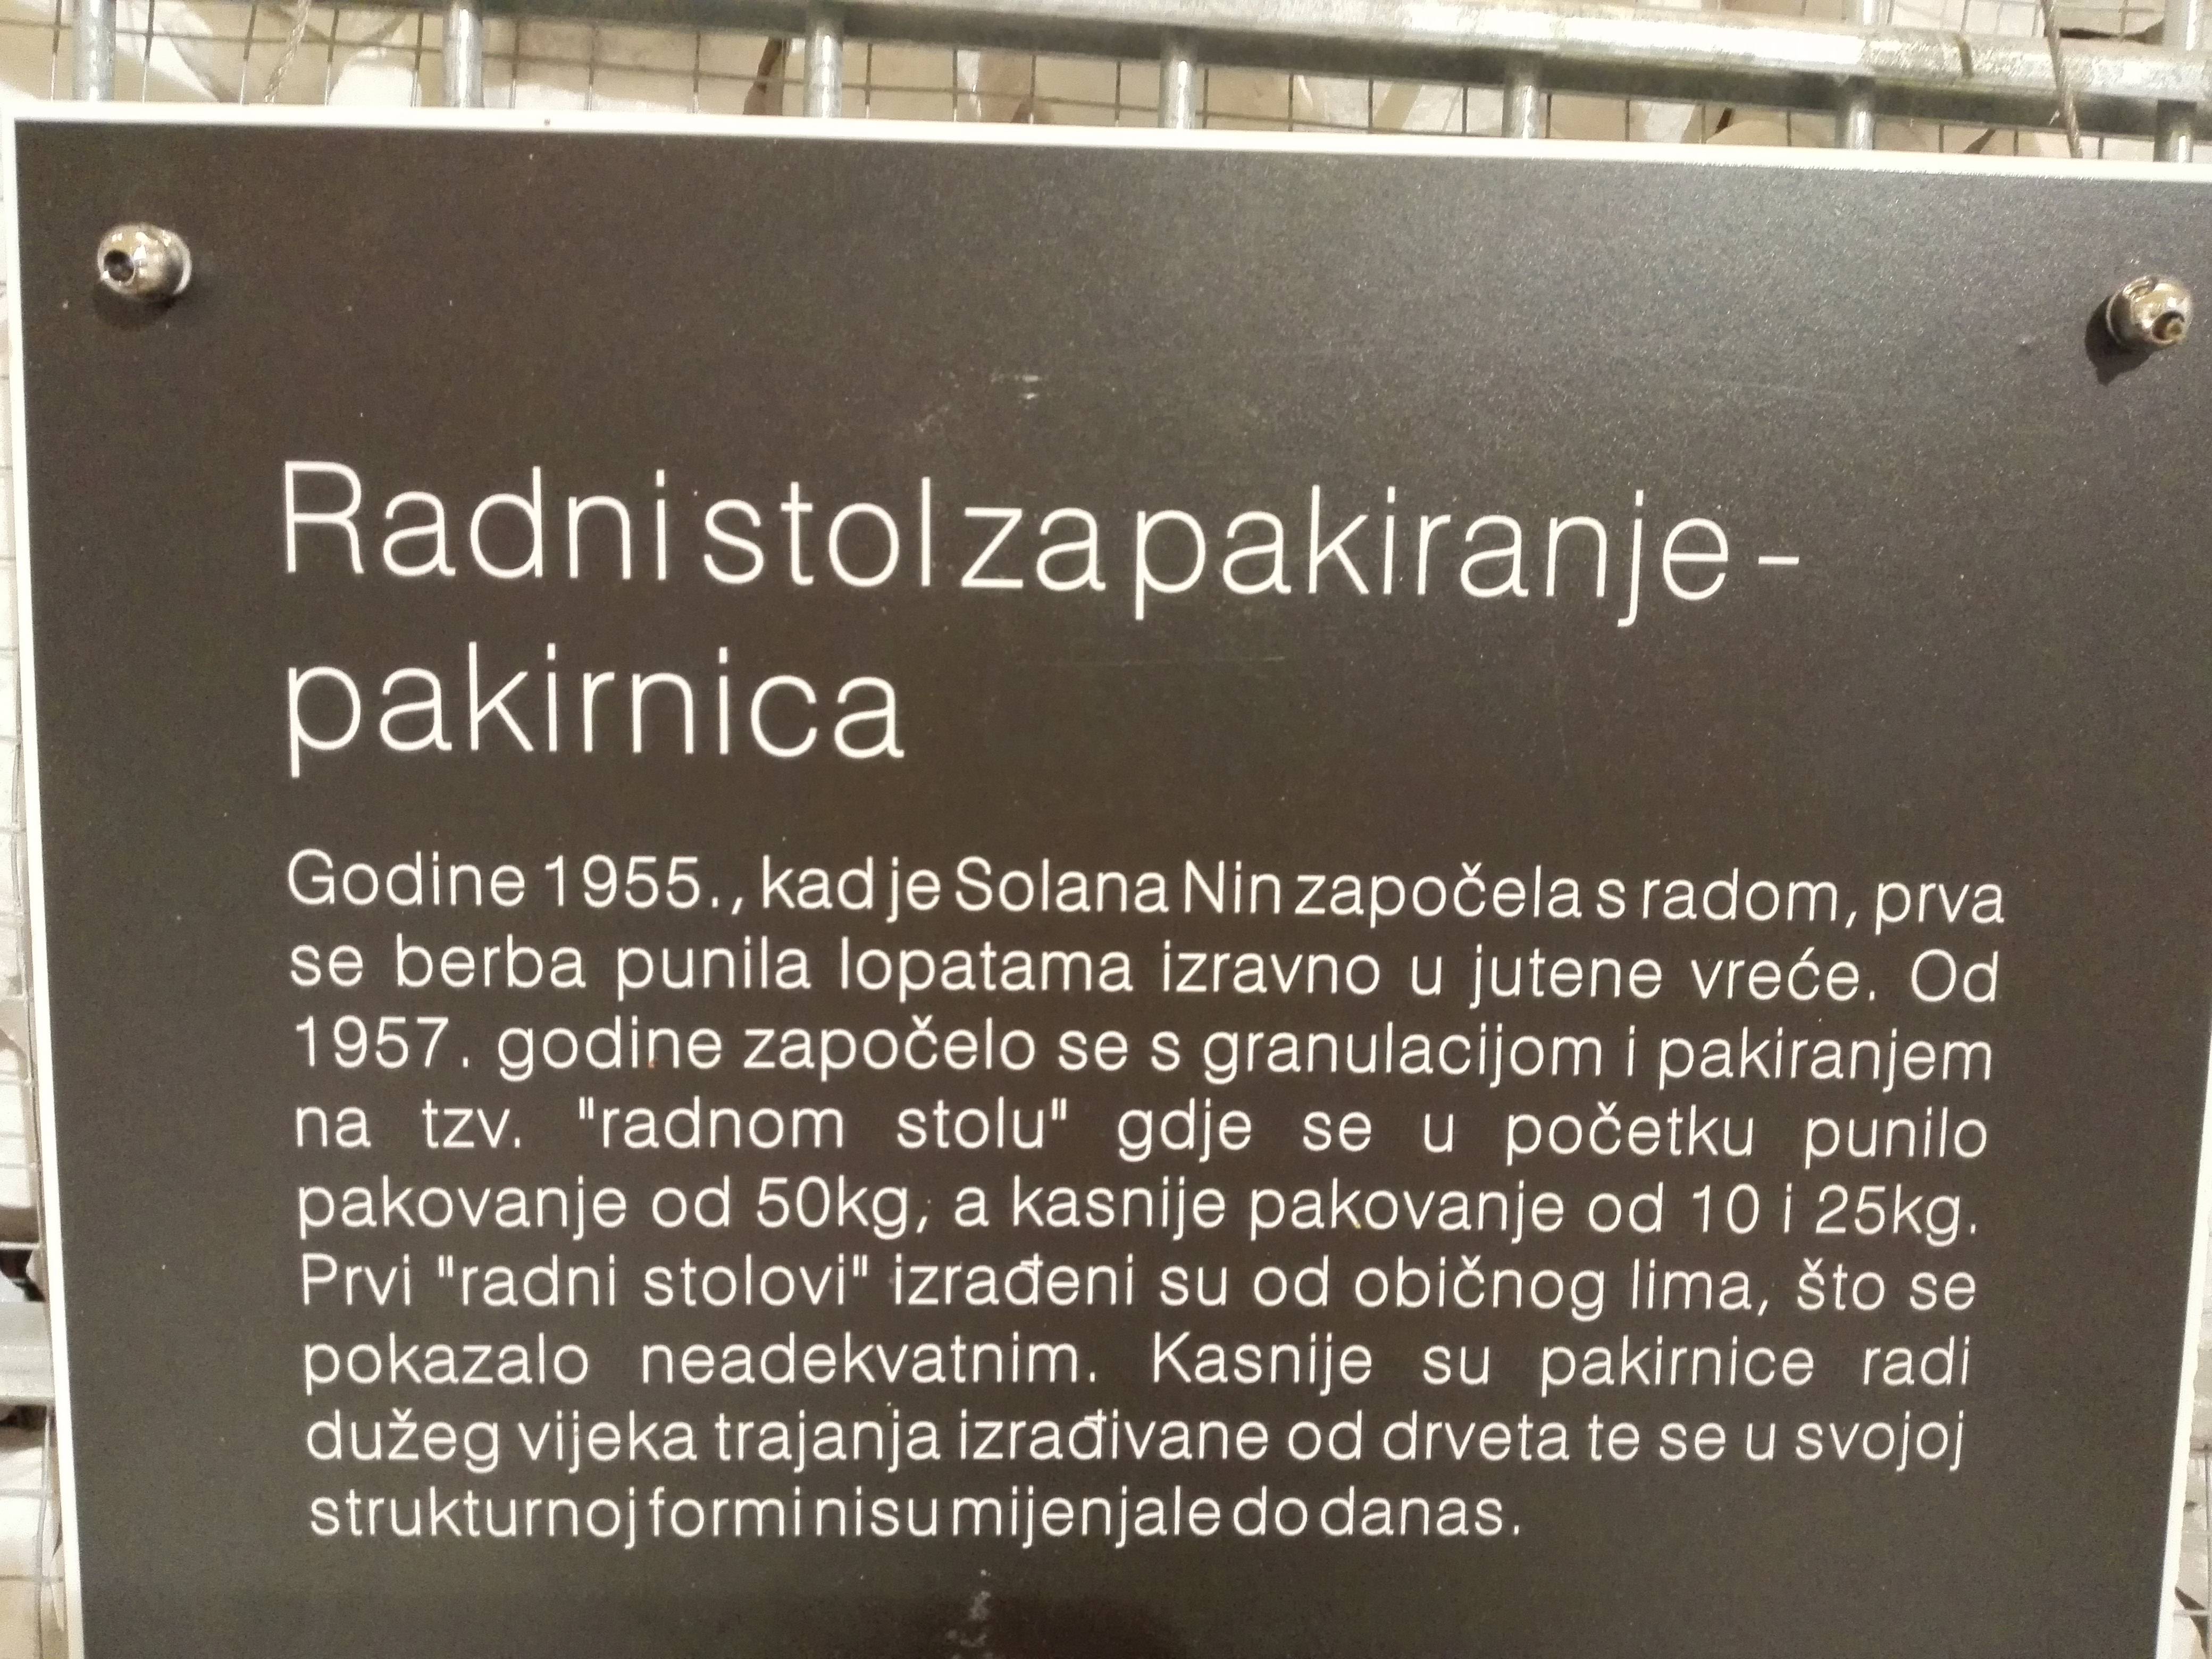 Radni stol za pakiranje -
pakirnica
Godine 1955., kad je Solana Nin započela s radom, prva
se berba punila lopatama izravno u jutene vreće. Od
1957. godine započelo se s granulacijom i pakiranjem
na tzv. "radnom stolu" gdje se u početku punilo
pakovanje od 50kg, a kasnije pakovanje od 10 i 25kg.
Prvi "radni stolovi" izrađeni su od običnog lima, što se
pokazalo neadekvatnim. Kasnije su pakirnice radi
dužeg vijeka trajanja izrađivane od drveta te se u svojoj
strukturnoj formi nisu mijenjale do danas.